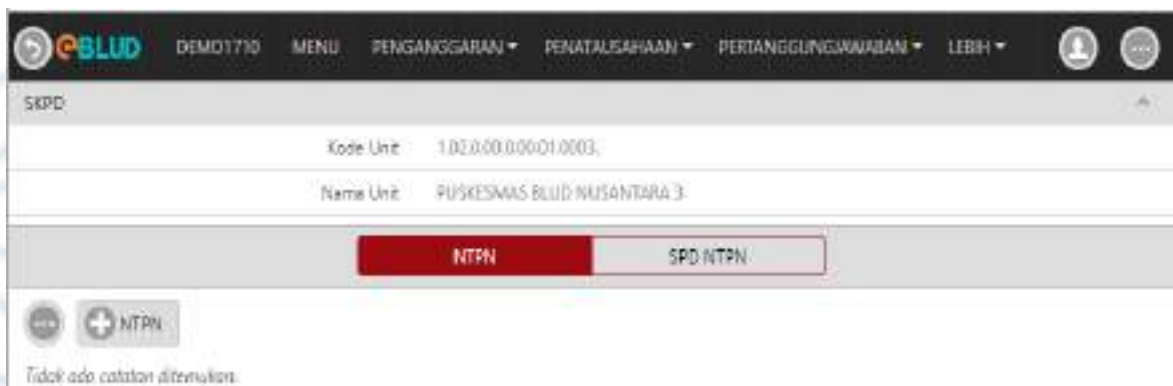 eBLUD DEMO1710 MENU PENGANGGARAN PENATAUSAHAAN PERTANGGUNGJAWABAN LEBIH
SKPD
Kode Unit 1.02.0.00.0.00.01.0003.
Nama Unit PUSKESMAS BLUD NUSANTARA 3
NTPN SPD NTPN
NTPN
Tidak ada catatan ditemukan.